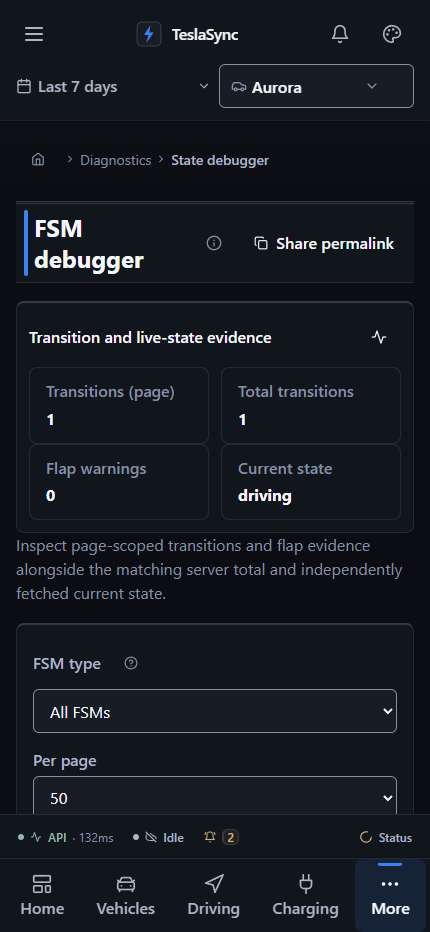 TeslaSync
Last 7 days
Aurora
Diagnostics
State debugger
FSM
debugger
Share permalink
Transition and live-state evidence
Transitions (page)
1
Total transitions
1
Flap warnings
0
Current state
driving
Inspect page-scoped transitions and flap evidence
alongside the matching server total and independently
fetched current state.
FSM type
All FSMs
Per page
50
API · 132ms
Idle
2
Status
Home
Vehicles
Driving
Charging
More